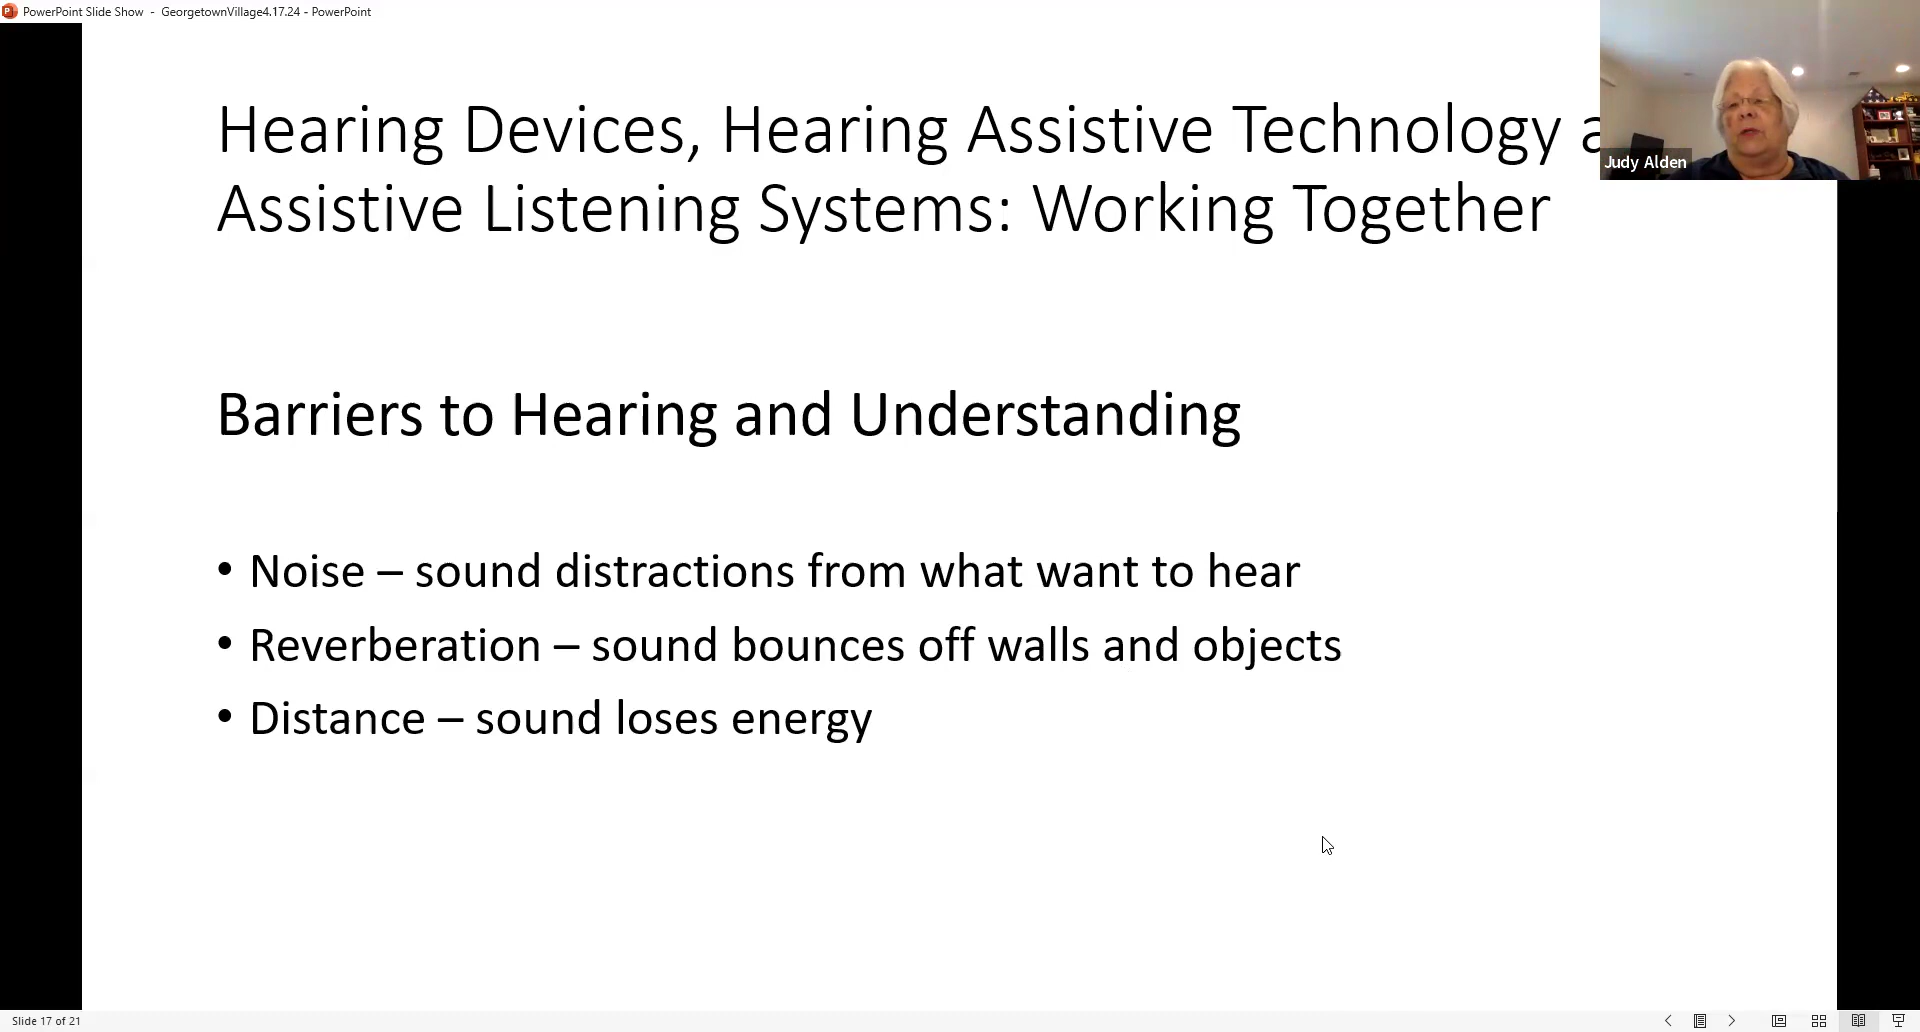 PowerPoint Slide Show - GeorgetownVillage4.17.24 - PowerPoint
Hearing Devices, Hearing Assistive Technology a
Judy Alden
Assistive Listening Systems: Working Together
Barriers to Hearing and Understanding
• Noise – sound distractions from what want to hear
• Reverberation – sound bounces off walls and objects
• Distance – sound loses energy
Slide 17 of 21